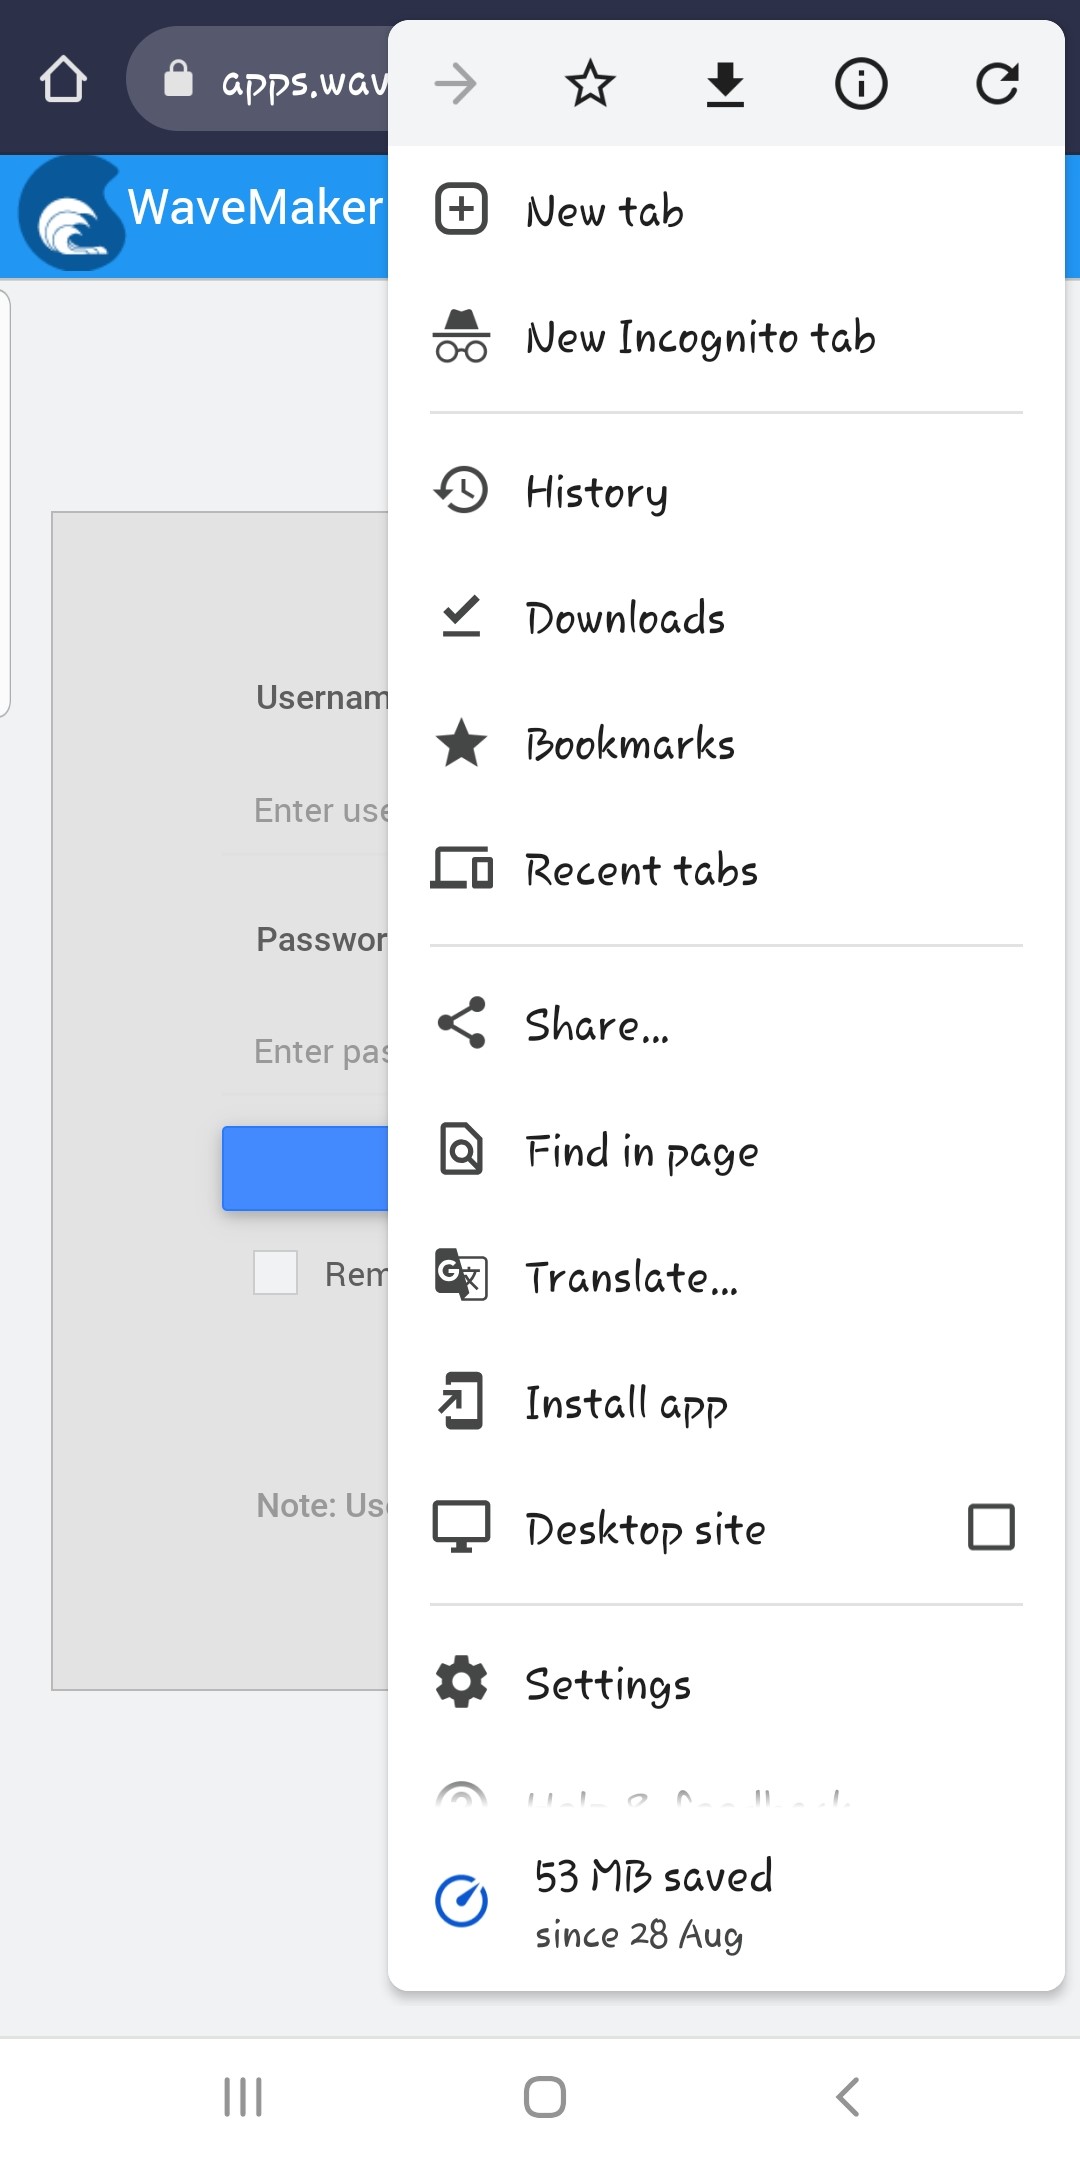 apps.wav
WaveMaker
New tab
New Incognito tab
History
Downloads
Bookmarks
Recent tabs
Usernam
Enter use
Passwor
Enter pas
Rem
Note: Us
Share...
Find in page
Translate...
Install app
Desktop site
Settings
Help & feedback
53 MB saved
since 28 Aug